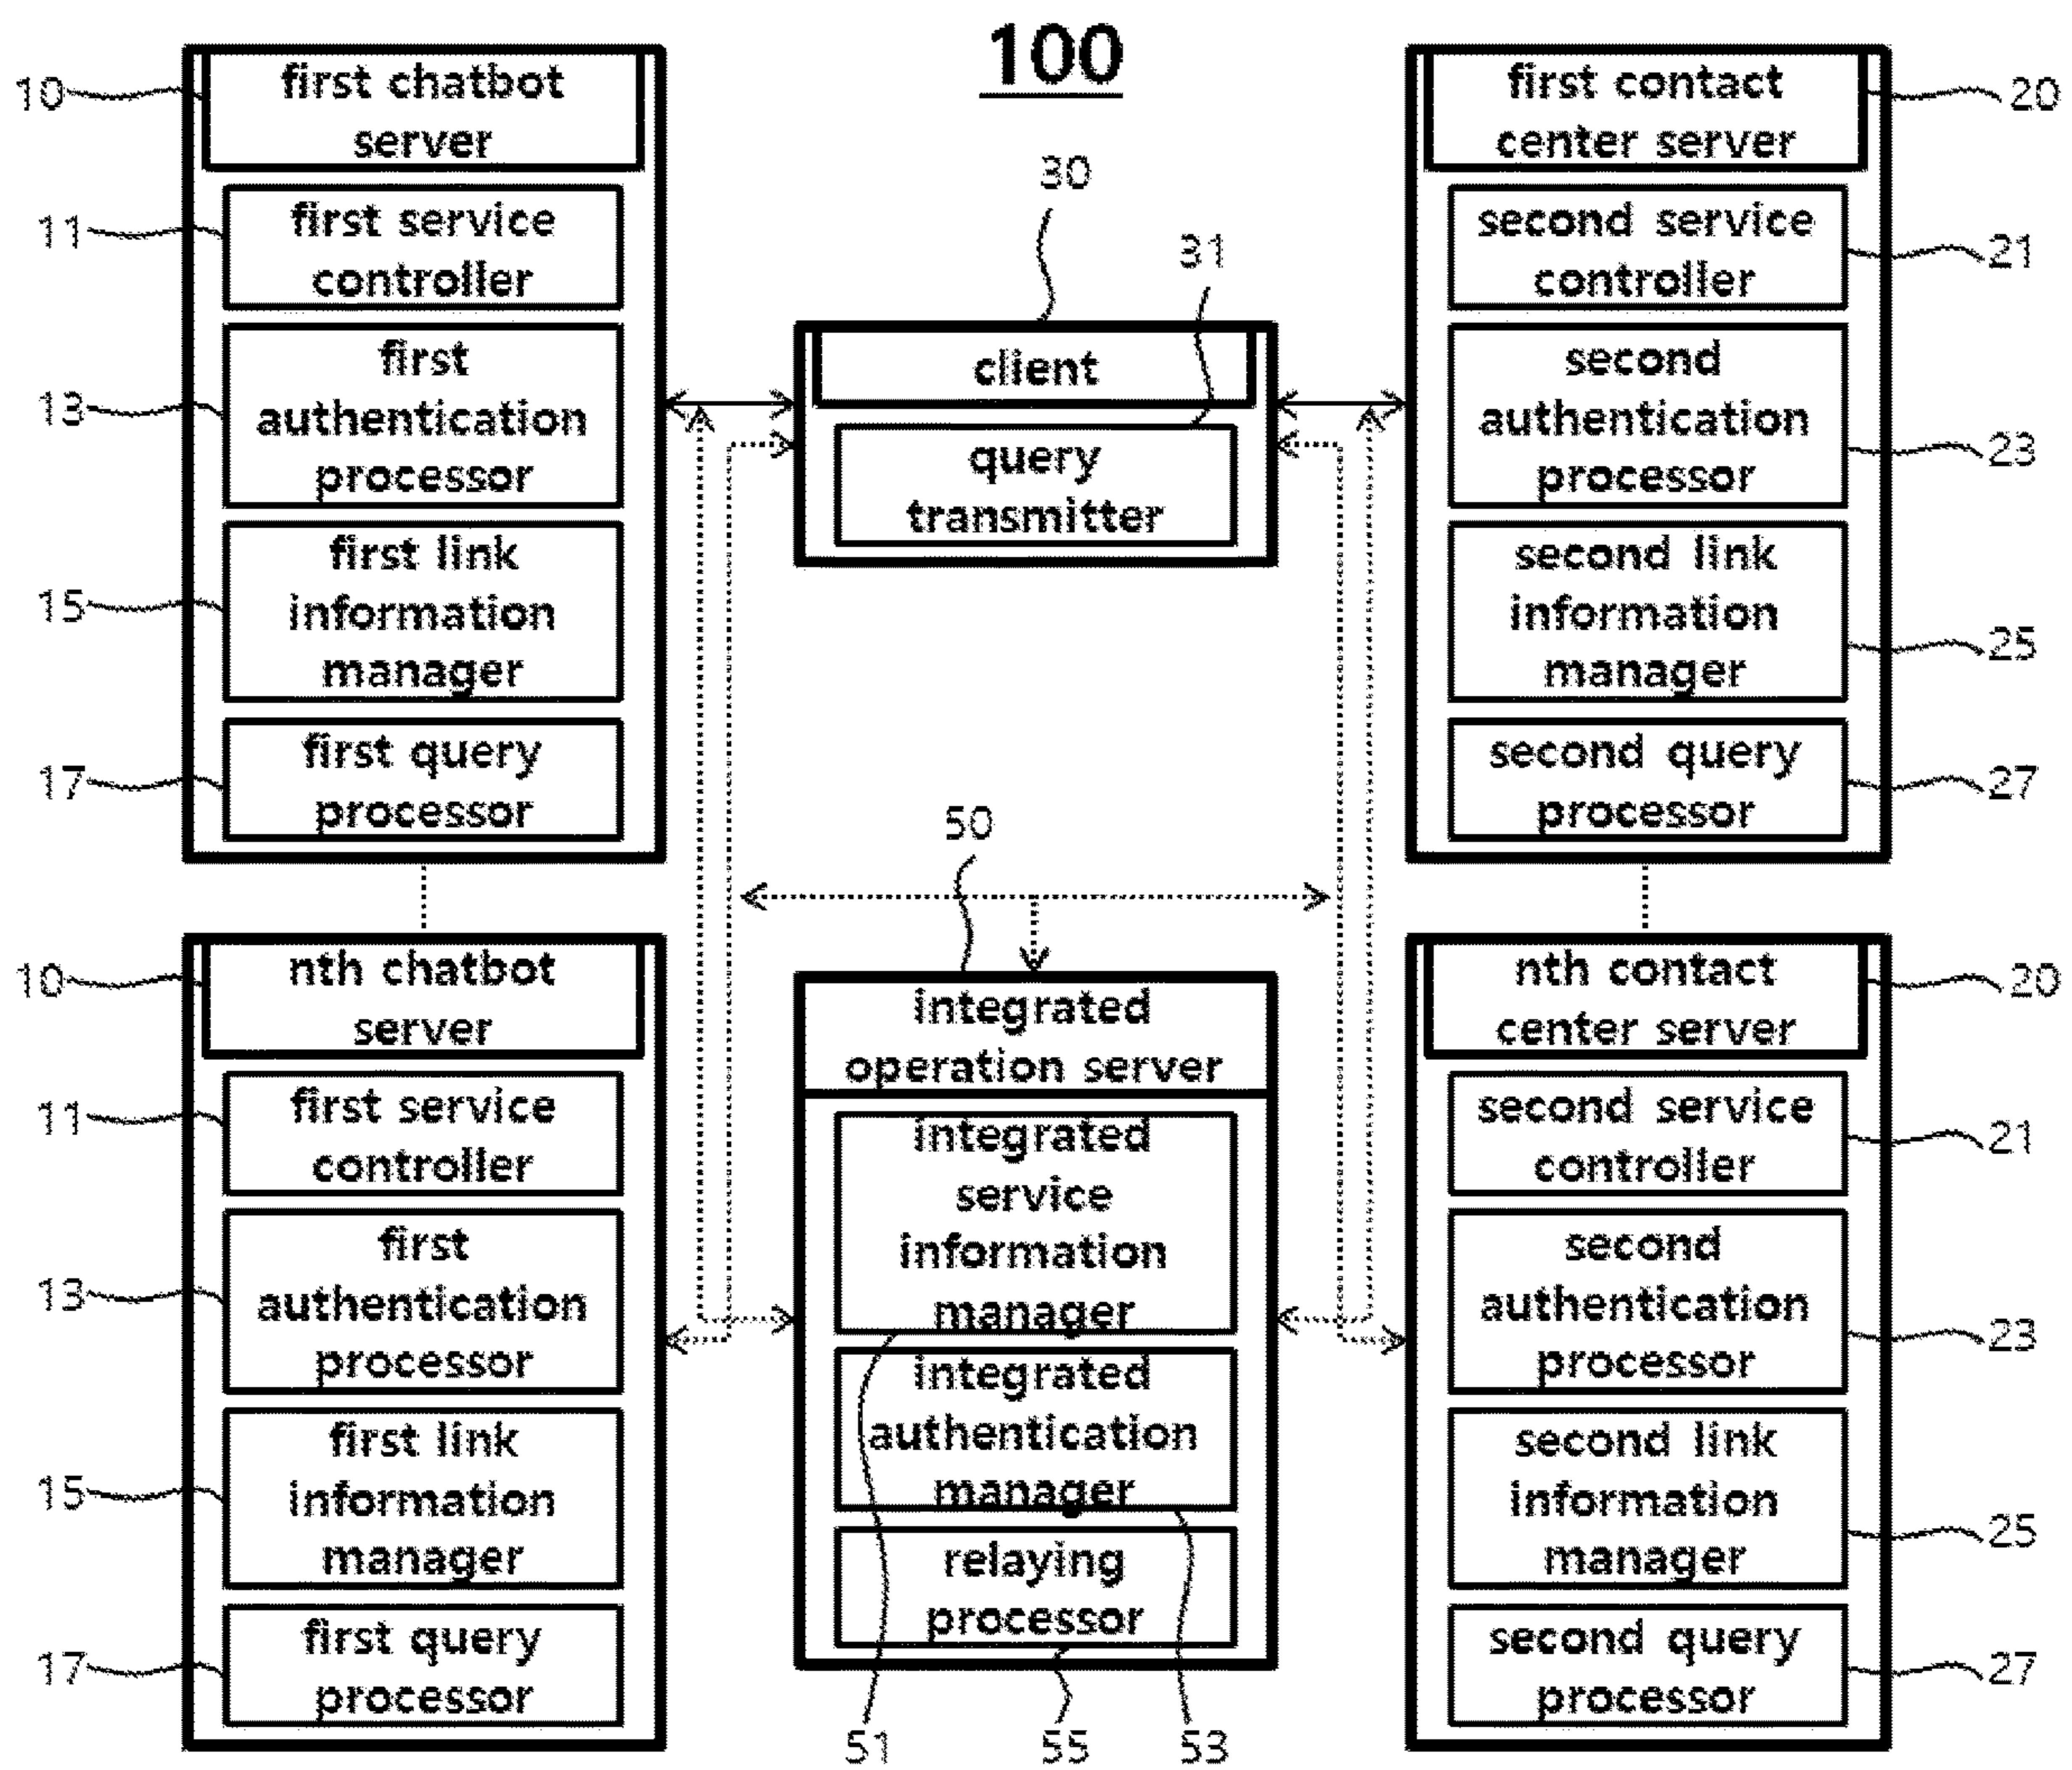 100
10
first chatbot
server
11
first service
controller
13
first
authentication
processor
15
first link
information
manager
17
first query
processor
10
nth chatbot
server
11
first service
controller
13
first
authentication
processor
15
first link
information
manager
17
first query
processor
30
31
client
query
transmitter
50
integrated
operation server
integrated
service
information
manager
integrated
authentication
manager
relaying
processor
51
55
53
first contact
center server
20
second service
controller
21
second
authentication
processor
23
second link
information
manager
25
second query
processor
27
nth contact
center server
20
second service
controller
21
second
authentication
processor
23
second link
information
manager
25
second query
processor
27